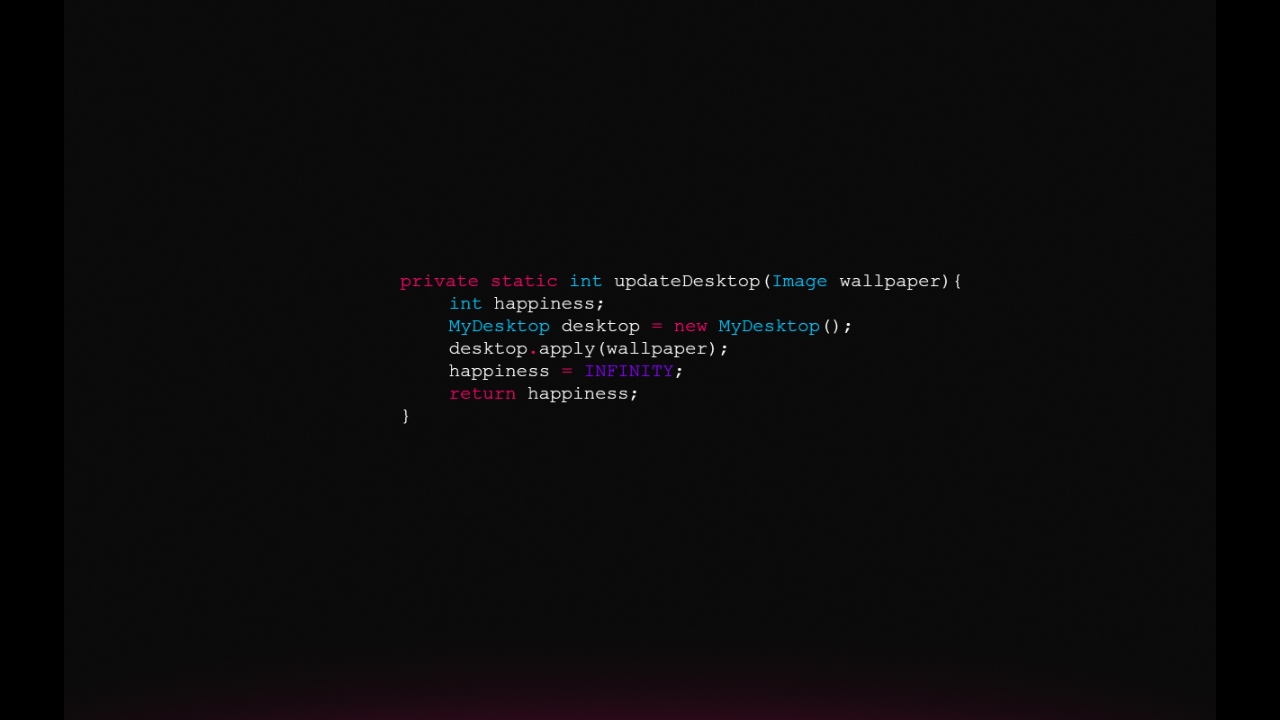 private static int updateDesktop(Image wallpaper){
int happiness;
MyDesktop desktop = new MyDesktop();
desktop.apply(wallpaper);
happiness = INFINITY;
return happiness;
}